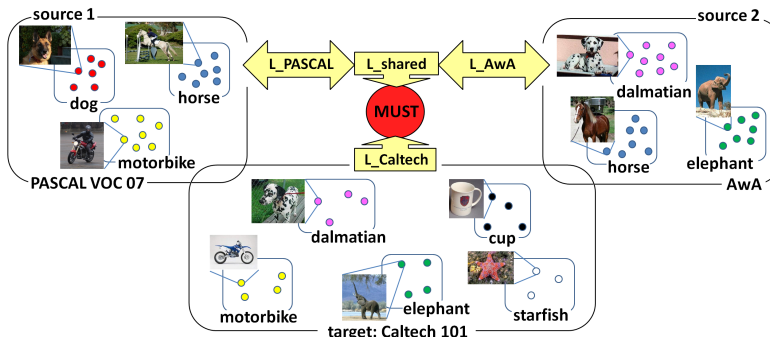 source 1
source 2
L_PASCAL
L_shared
L_AwA
dog
horse
dalmatian
MUST
motorbike
horse
elephant
L_Caltech
PASCAL VOC 07
AwA
dalmatian
cup
motorbike
elephant
starfish
target: Caltech 101